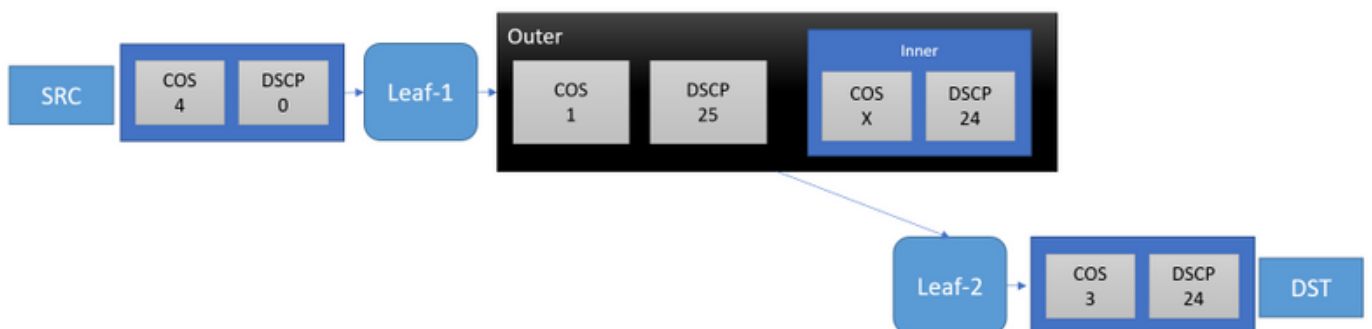 SRC
COS
4
DSCP
0
Leaf-1
Outer
COS
1
DSCP
25
Inner
COS
X
DSCP
24
Leaf-2
COS
3
DSCP
24
DST